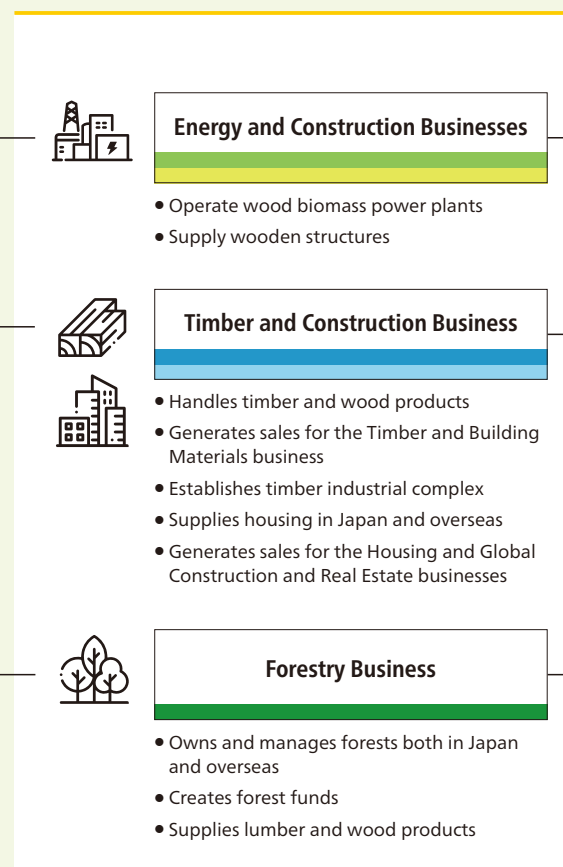 Energy and Construction Businesses
• Operate wood biomass power plants
• Supply wooden structures
Timber and Construction Business
• Handles timber and wood products
• Generates sales for the Timber and Building
Materials business
• Establishes timber industrial complex
• Supplies housing in Japan and overseas
• Generates sales for the Housing and Global
Construction and Real Estate businesses
Forestry Business
• Owns and manages forests both in Japan
and overseas
• Creates forest funds
• Supplies lumber and wood products